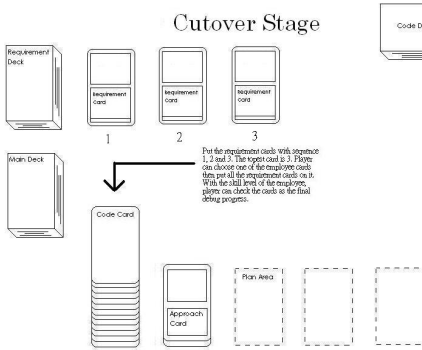 Cutover Stage
Code D
Requirement
Deck
Requirement
Card
Requirement
Card
Requirement
Card
1
2
3
Main Deck
Put the requirement cards with sequence
1, 2 and 3. The topest card is 3. Player
can choose one of the employee cards
then put all the requirement cards on it.
With the skill level of the employee,
player can check the cards as the final
debug progress.
Code Card
Approach
Card
Plan Area